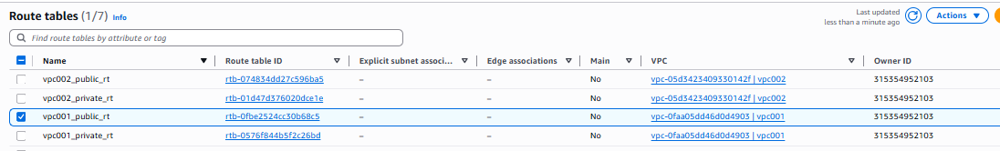 Route tables (1/7) Info
Last updated
less than a minute ago
Actions
Find route tables by attribute or tag
Name Route table ID Explicit subnet associ... Edge associations Main VPC Owner ID
vpc002_public_rt rtb-074834dd27c596ba5 – – No vpc-05d3423409330142f | vpc002 315354952103
vpc002_private_rt rtb-01d47d376020dce1e – – No vpc-05d3423409330142f | vpc002 315354952103
vpc001_public_rt rtb-0fbe2524cc30b68c5 – – No vpc-0faa05dd46d0d4903 | vpc001 315354952103
vpc001_private_rt rtb-0576f844b5f2c26bd – – No vpc-0faa05dd46d0d4903 | vpc001 315354952103